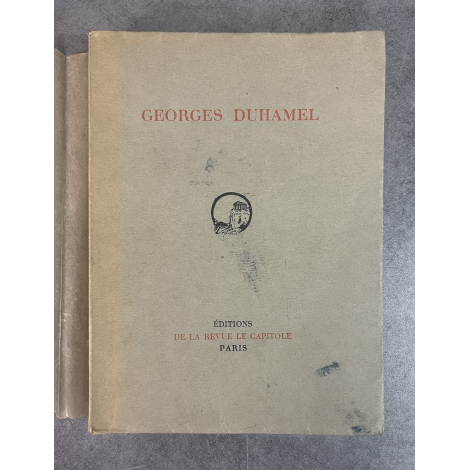 GEORGES DUHAMEL
ÉDITIONS
DE LA REVUE LE CAPITOLE
PARIS